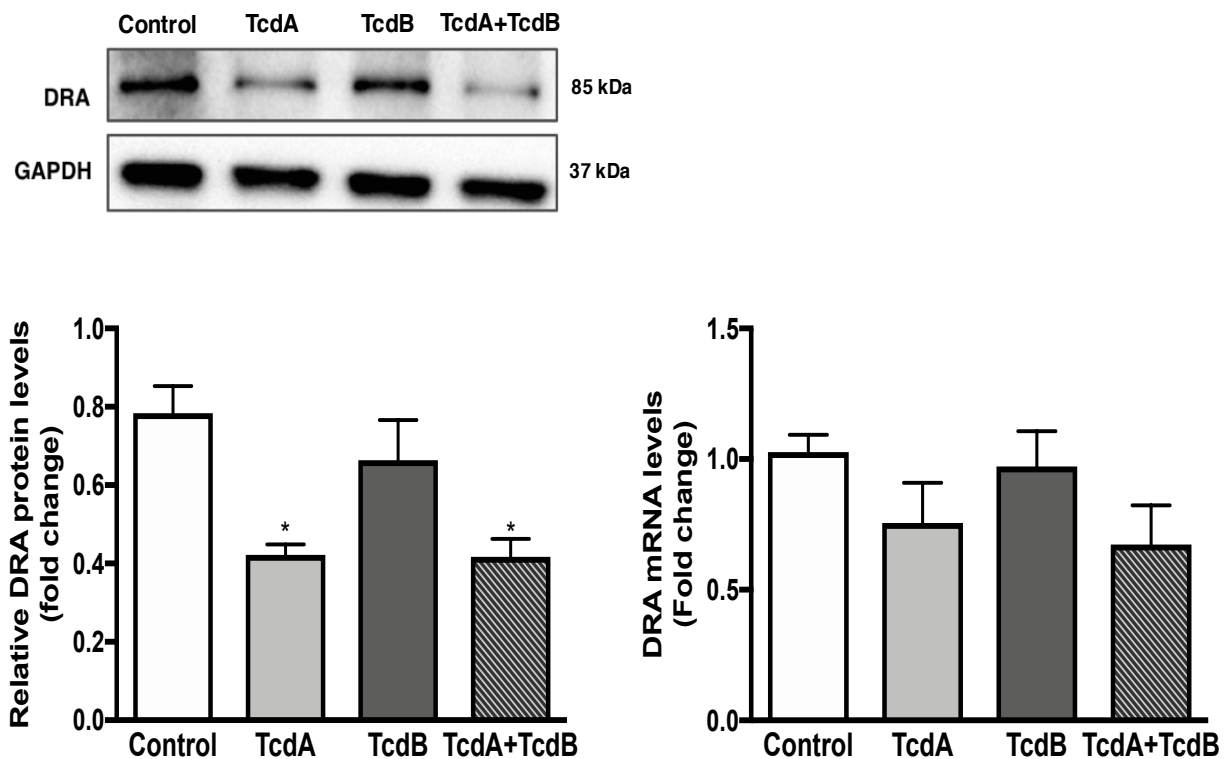 Control TcdA TcdB TcdA+TcdB
DRA 85 kDa
GAPDH 37 kDa
Relative DRA protein levels
(fold change)
1.0
0.8
0.6
0.4
0.2
0.0
* *
Control TcdA TcdB TcdA+TcdB
DRA mRNA levels
(Fold change)
1.5
1.0
0.5
0.0
Control TcdA TcdB TcdA+TcdB